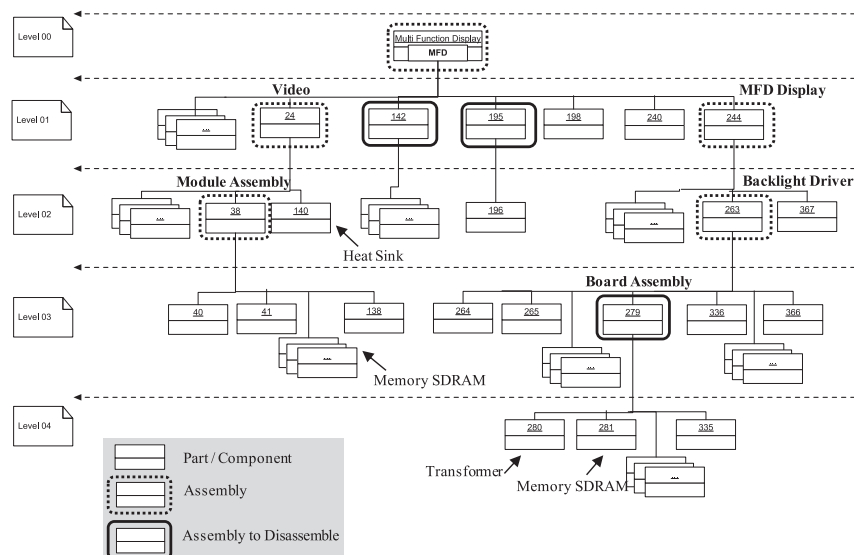 Level 00
Multi Function Display
MFD
Video
MFD Display
Level 01
...
24
142
195
198
240
244
Module Assembly
Backlight Driver
Level 02
...
38
140
...
196
...
263
367
Heat Sink
Board Assembly
Level 03
40
41
138
264
265
279
336
366
...
...
...
Memory SDRAM
Level 04
280
281
335
...
Transformer
Memory SDRAM
Part / Component
Assembly
Assembly to Disassemble